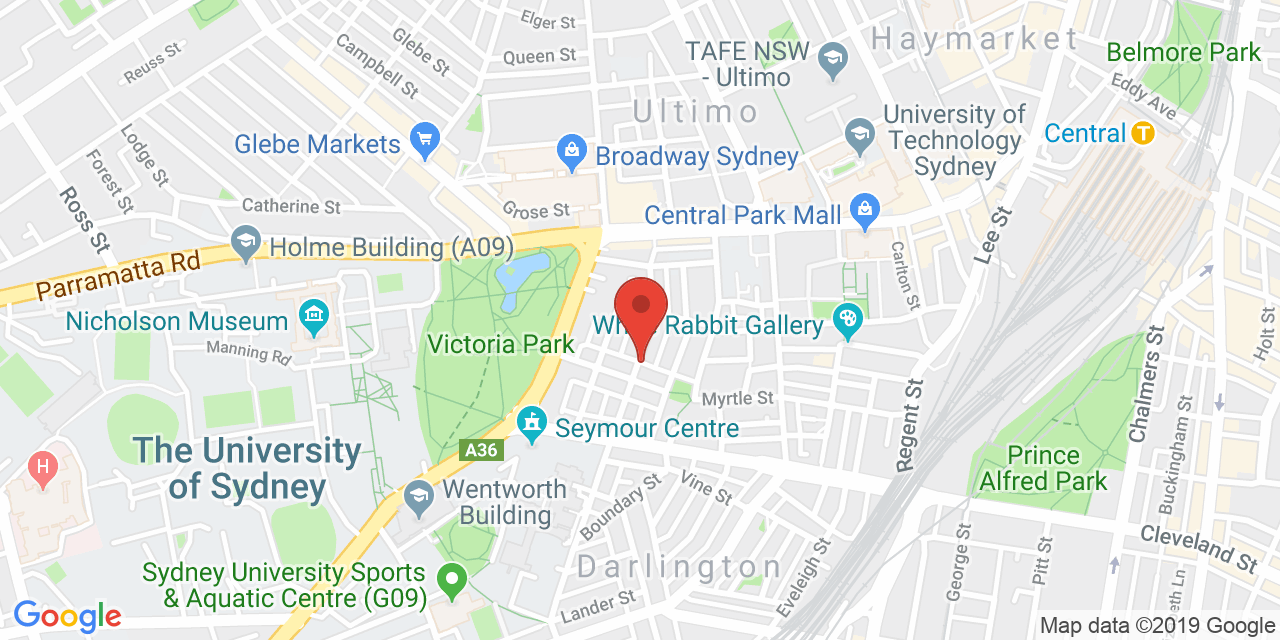 Elger St
Glebe St
Queen St
Reuss St
Campbell St
TAFE NSW
- Ultimo
Haymarket
Belmore Park
Eddy Ave
Ultimo
University of
Technology
Sydney
Central
T
Glebe Markets
Broadway Sydney
Lodge St
Forest St
Ross St
Catherine St
Grose St
Central Park Mall
Lee St
Carlton St
Holme Building (A09)
Parramatta Rd
Nicholson Museum
Manning Rd
Victoria Park
Rabbit Gallery
Holt St
Chalmers St
Myrtle St
Regent St
Seymour Centre
A36
The University
of Sydney
H
Prince
Alfred Park
Buckingham St
Wentworth
Building
Boundary St
Vine St
Cleveland St
George St
Pitt St
Eveleigh St
Darlington
Sydney University Sports
& Aquatic Centre (G09)
Lander St
eth Ln
Google
Map data ©2019 Google